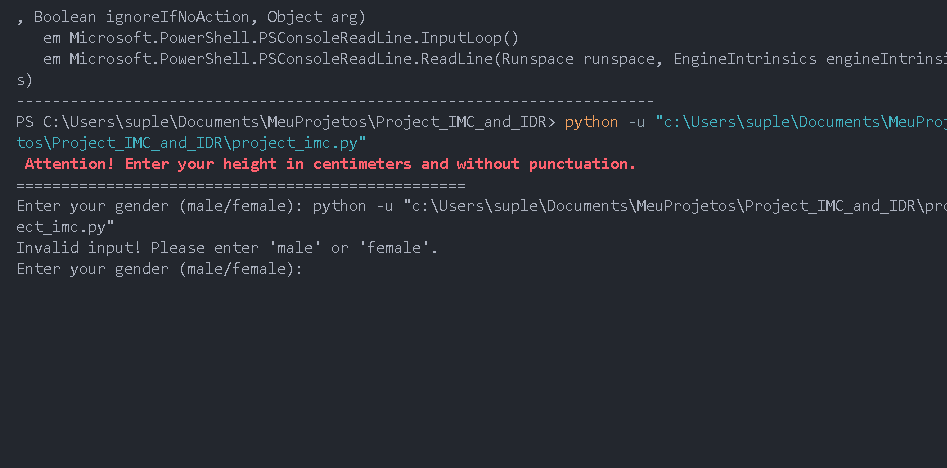 , Boolean ignoreIfNoAction, Object arg)
   em Microsoft.PowerShell.PSConsoleReadLine.InputLoop()
   em Microsoft.PowerShell.PSConsoleReadLine.ReadLine(Runspace runspace, EngineIntrinsics engineIntrinsi
s)
-----------------------------------------------------------------------
PS C:\Users\suple\Documents\MeuProjetos\Project_IMC_and_IDR> python -u "c:\Users\suple\Documents\MeuProj
tos\Project_IMC_and_IDR\project_imc.py"
 Attention! Enter your height in centimeters and without punctuation.
==================================================
Enter your gender (male/female): python -u "c:\Users\suple\Documents\MeuProjetos\Project_IMC_and_IDR\pro
ect_imc.py"
Invalid input! Please enter 'male' or 'female'.
Enter your gender (male/female):